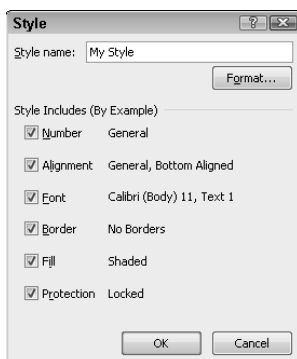 Style
Style name: My Style
Format...
Style Includes (By Example)
Number General
Alignment General, Bottom Aligned
Font Calibri (Body) 11, Text 1
Border No Borders
Fill Shaded
Protection Locked
OK Cancel